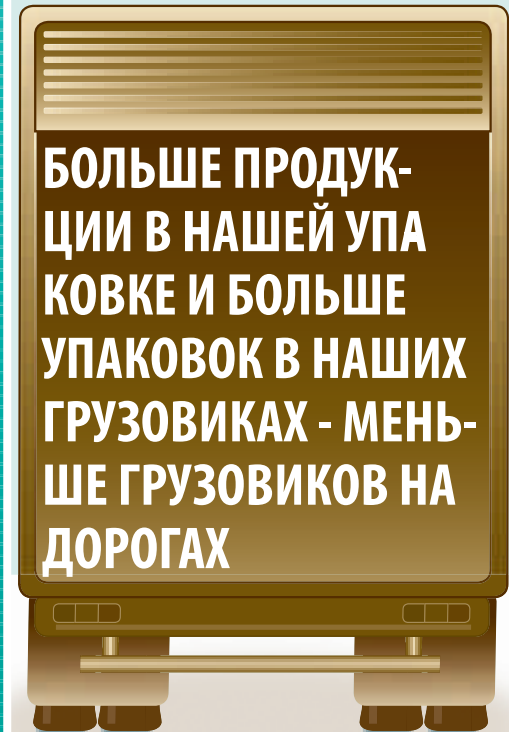 БОЛЬШЕ ПРОДУК-
ЦИИ В НАШЕЙ УПА
КОВКЕ И БОЛЬШЕ
УПАКОВОК В НАШИХ
ГРУЗОВИКАХ - МЕНЬ-
ШЕ ГРУЗОВИКОВ НА
ДОРОГАХ